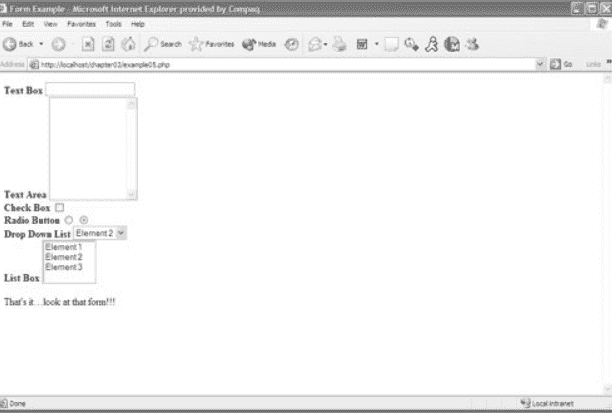 Form Example - Microsoft Internet Explorer provided by Compaq
File Edit View Favorites Tools Help
Back Search Favorites Media
Address http://localhost/chapter02/example05.php Go Links »
Text Box
Text Area
Check Box
Radio Button
Drop Down List Element 2
Element 1
Element 2
Element 3
List Box
That's it...look at that form!!!
Done Local intranet